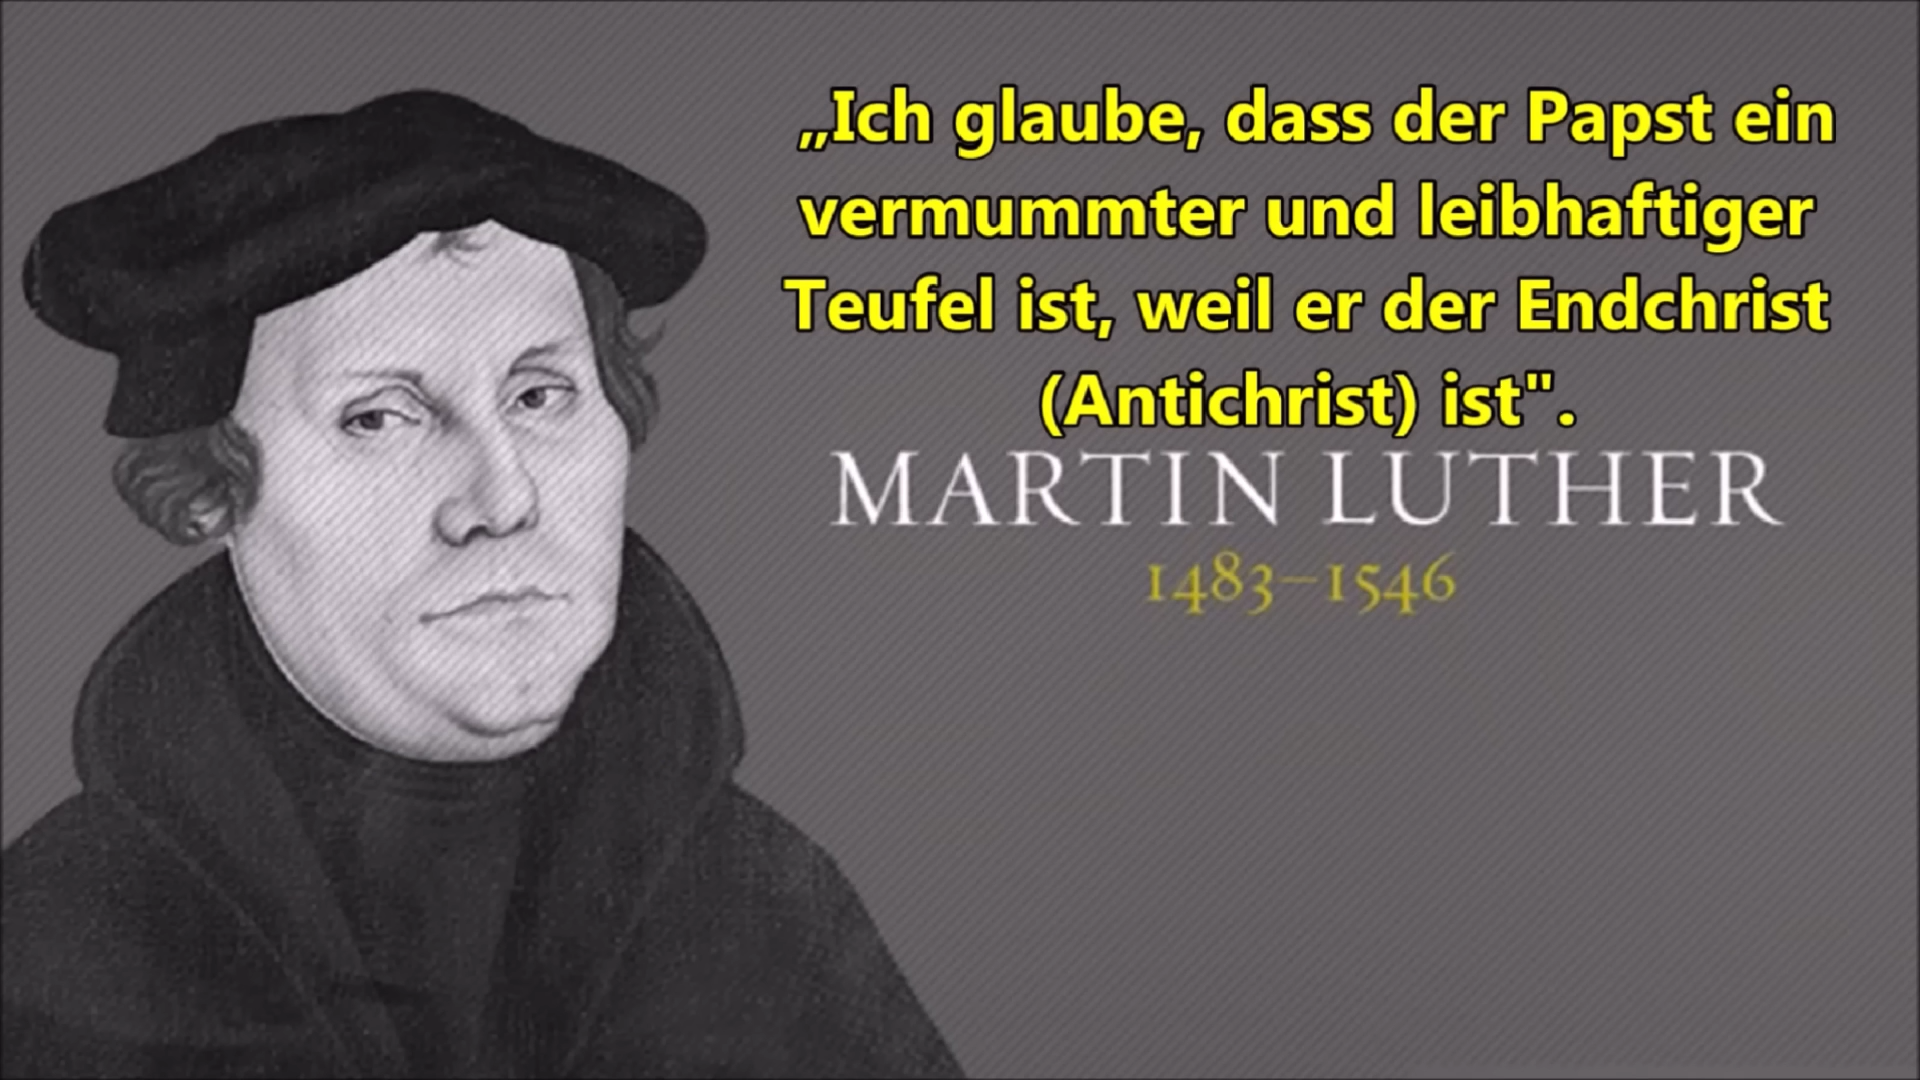 „Ich glaube, dass der Papst ein
vermummter und leibhaftiger
Teufel ist, weil er der Endchrist
(Antichrist) ist".
MARTIN LUTHER
1483–1546